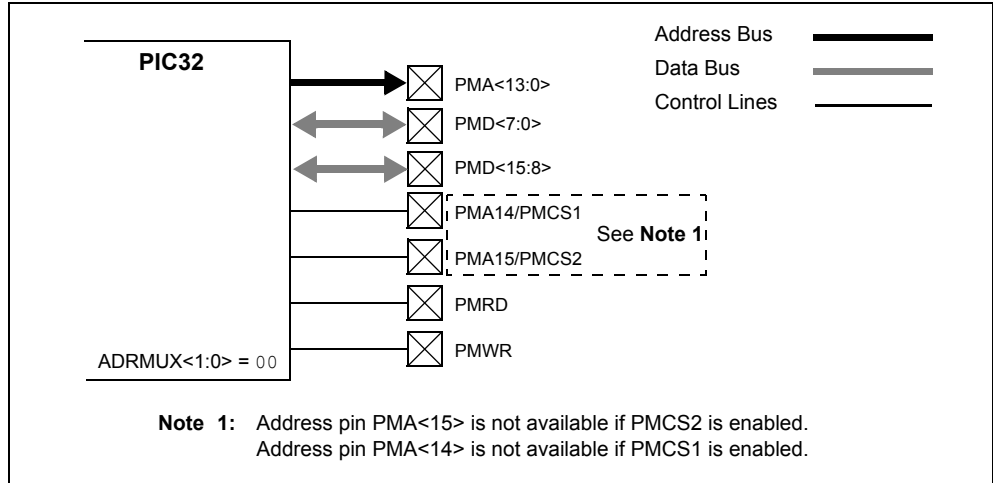 PIC32
Address Bus
Data Bus
Control Lines
PMA<13:0>
PMD<7:0>
PMD<15:8>
PMA14/PMCS1
See Note 1
PMA15/PMCS2
PMRD
PMWR
ADRMUX<1:0> = 00
Note 1: Address pin PMA<15> is not available if PMCS2 is enabled.
Address pin PMA<14> is not available if PMCS1 is enabled.